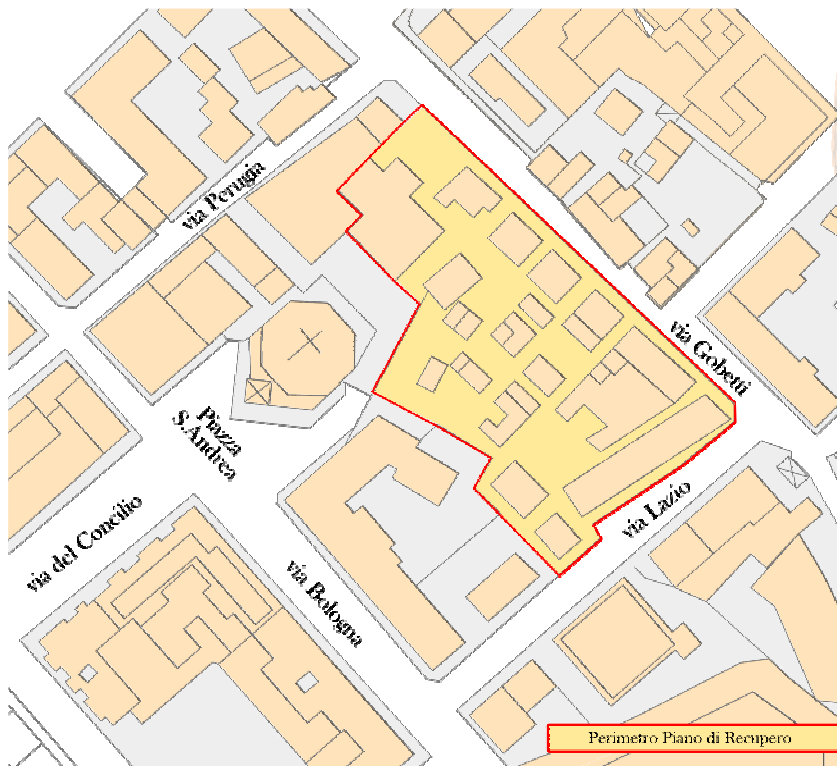 via Perugia
via Gobetti
Piazza
S.Andrea
via Lazio
via del Concilio
via Bologna
Perimetro Piano di Recupero